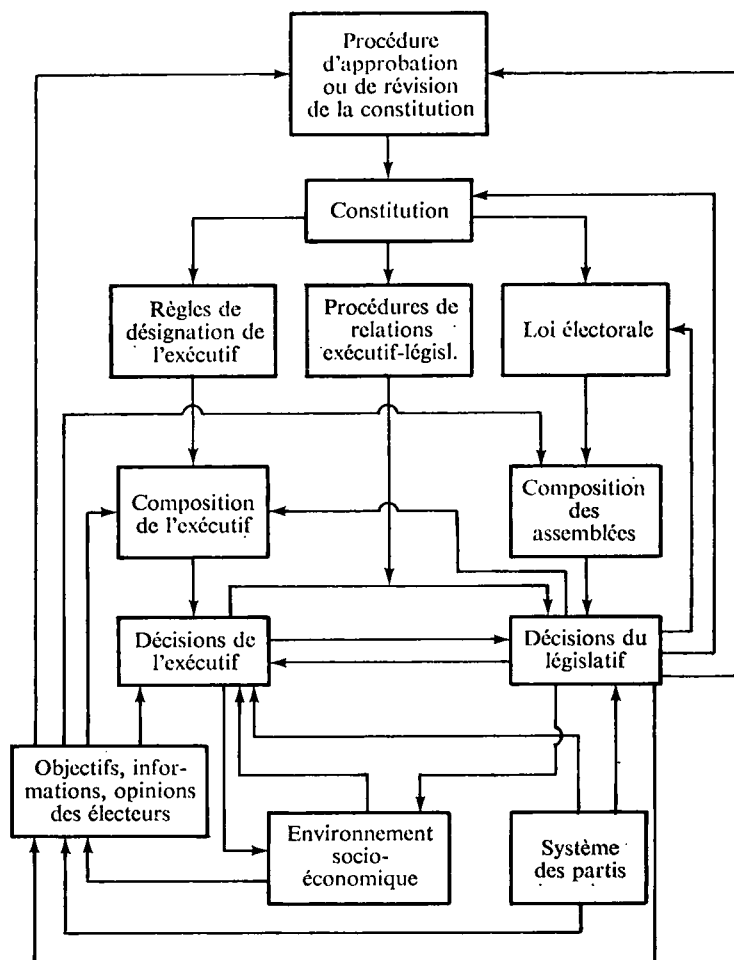 Procédure
d'approbation
ou de révision
de la constitution
Constitution
Règles de
désignation de
l'exécutif
Procédures de
relations
exécutif-législ.
Loi électorale
Composition
de l'exécutif
Composition
des
assemblées
Décisions de
l'exécutif
Décisions du
législatif
Objectifs, infor-
mations, opinions
des électeurs
Environnement
socio-
économique
Système
des partis